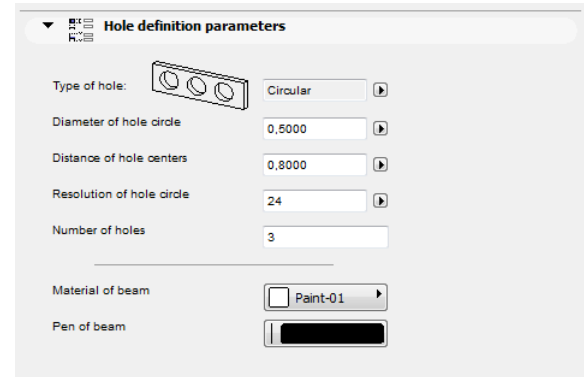 Hole definition parameters
Type of hole: Circular
Diameter of hole circle 0,5000
Distance of hole centers 0,8000
Resolution of hole circle 24
Number of holes 3
Material of beam Paint-01
Pen of beam